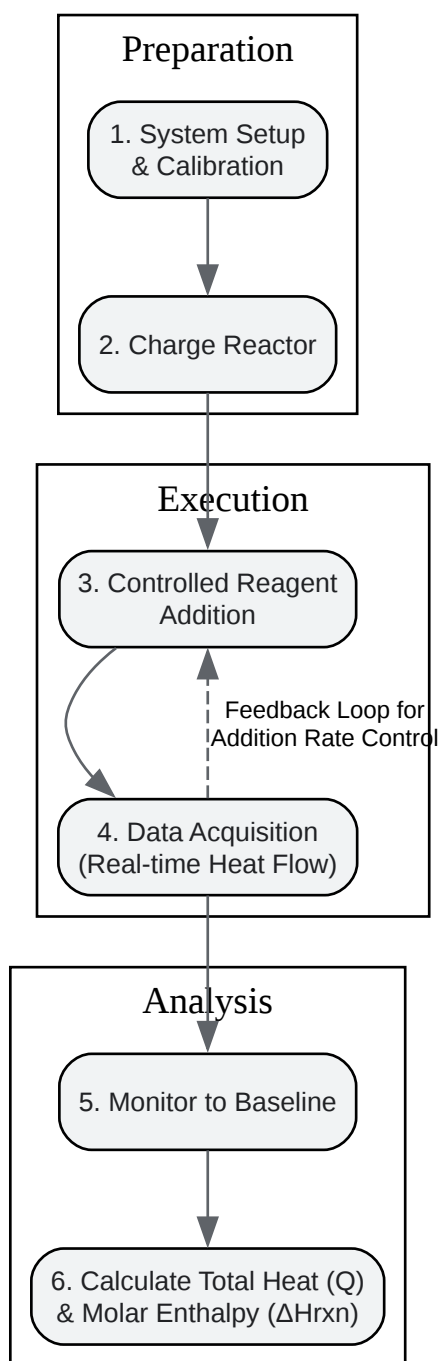 Preparation
1. System Setup
& Calibration
2. Charge Reactor
Execution
3. Controlled Reagent
Addition
Feedback Loop for
Addition Rate Control
4. Data Acquisition
(Real-time Heat Flow)
Analysis
5. Monitor to Baseline
6. Calculate Total Heat (Q)
& Molar Enthalpy (ΔHrxn)